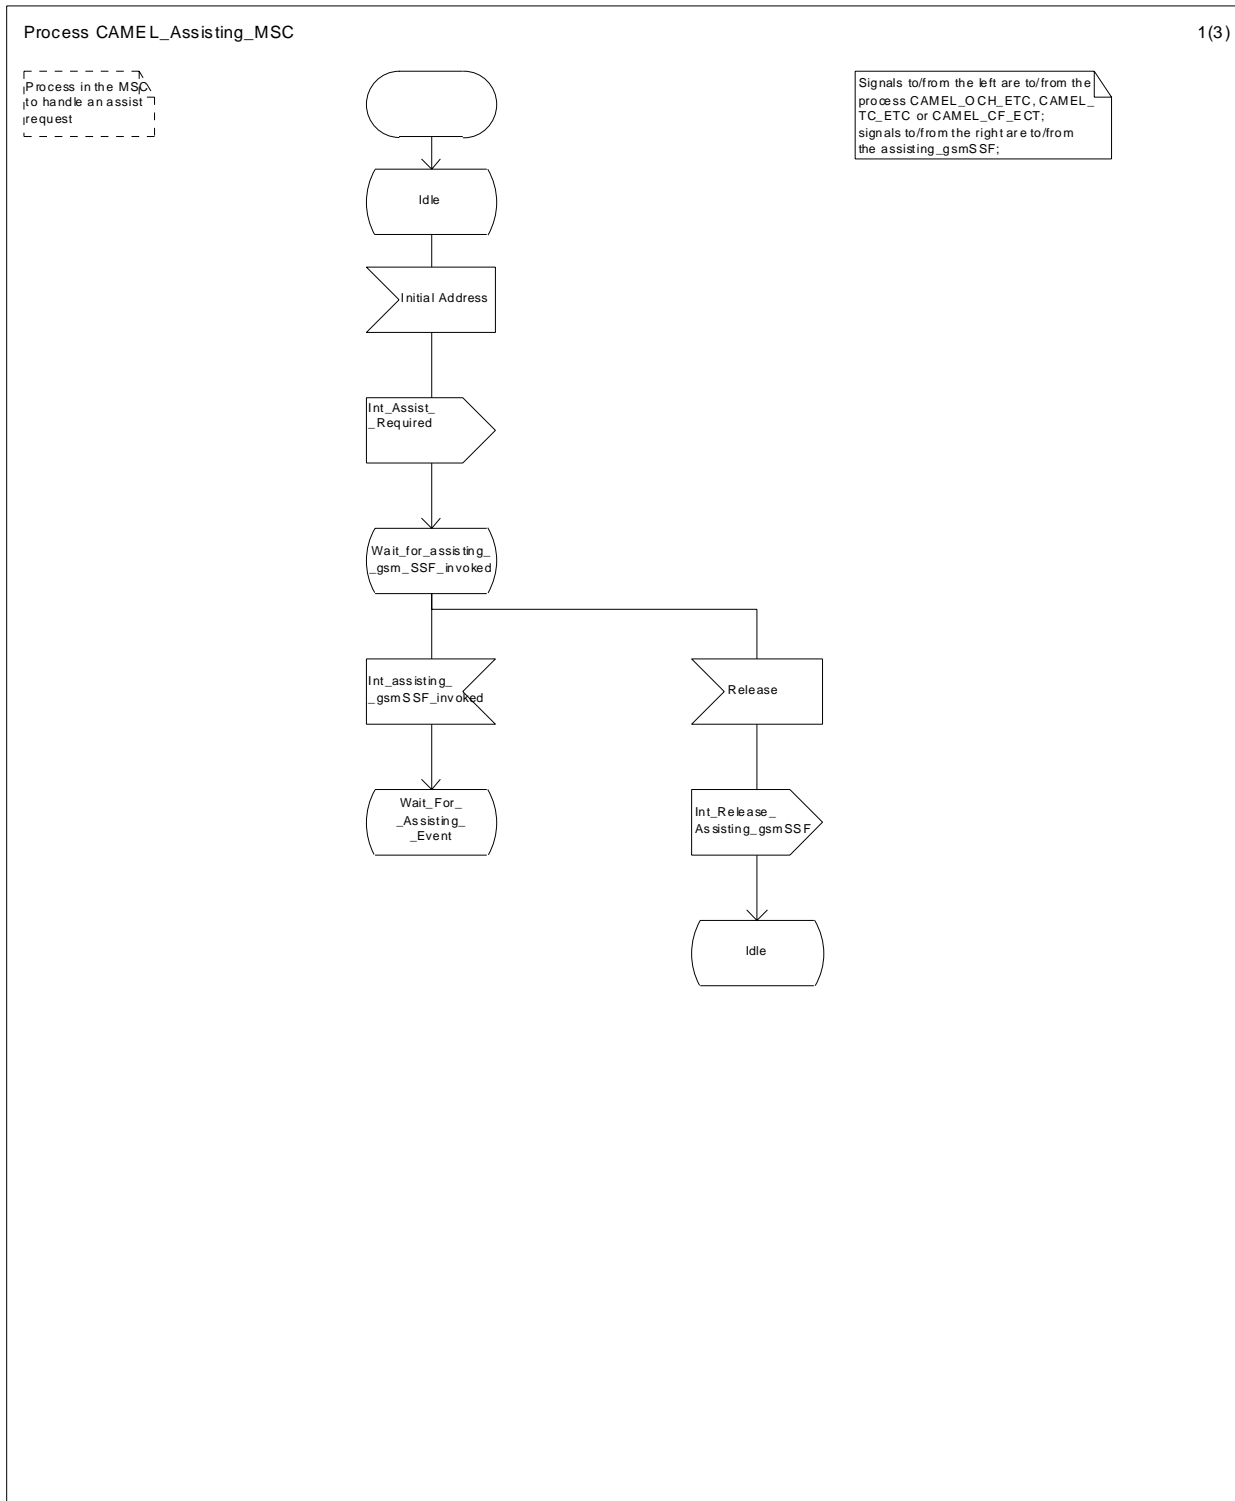 Process CAMEL_Assisting_MSC
1(3)
Process in the MSC
to handle an assist
request
Signals to/from the left are to/from the
process CAMEL_OCH_ETC, CAMEL_
TC_ETC or CAMEL_CF_ECT;
signals to/from the right are to/from
the assisting_gsmSSF;
Idle
Initial Address
Int_Assist_
_Required
Wait_for_assisting_
_gsm_SSF_invoked
Int_assisting_
_gsmSSF_invoked
Release
Wait_For_
_Assisting_
_Event
Int_Release_
Assisting_gsmSSF
Idle